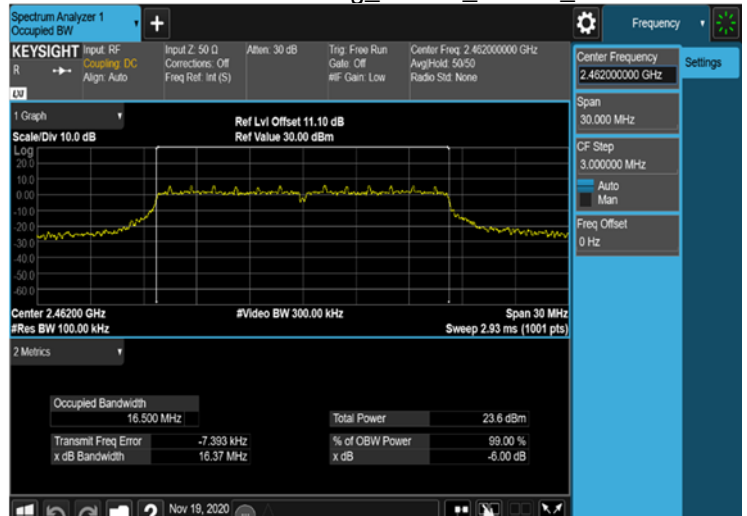 Spectrum Analyzer 1
Occupied BW
Frequency
KEYSIGHT
R
LXI
Input: RF
Coupling: DC
Align: Auto
Input Z: 50 Ω
Corrections: Off
Freq Ref: Int (S)
Atten: 30 dB
Trig: Free Run
Gate: Off
#IF Gain: Low
Center Freq: 2.462000000 GHz
Avg|Hold: 50/50
Radio Std: None
Center Frequency
2.462000000 GHz
Settings
Span
30.000 MHz
CF Step
3.000000 MHz
Auto
Man
Freq Offset
0 Hz
1 Graph
Scale/Div 10.0 dB
Ref Lvl Offset 11.10 dB
Ref Value 30.00 dBm
Log
20.0
10.0
0.00
-10.0
-20.0
-30.0
-40.0
-50.0
-60.0
Center 2.46200 GHz
#Video BW 300.00 kHz
Span 30 MHz
#Res BW 100.00 kHz
Sweep 2.93 ms (1001 pts)
2 Metrics
Occupied Bandwidth
16.500 MHz
Total Power 23.6 dBm
Transmit Freq Error -7.393 kHz
% of OBW Power 99.00 %
x dB Bandwidth 16.37 MHz
x dB -6.00 dB
Nov 19, 2020